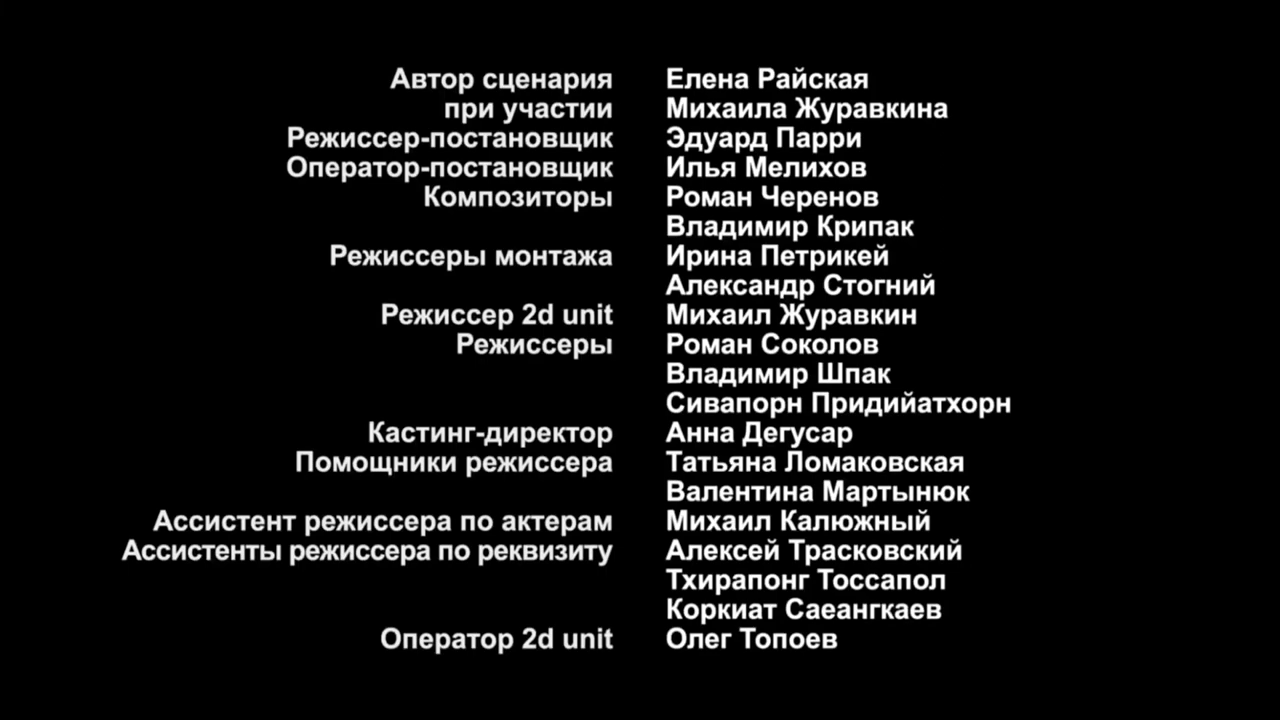 Автор сценария Елена Райская
при участии Михаила Журавкина
Режиссер-постановщик Эдуард Парри
Оператор-постановщик Илья Мелихов
Композиторы Роман Черенов
Владимир Крипак
Режиссеры монтажа Ирина Петрикей
Александр Стогний
Режиссер 2d unit Михаил Журавкин
Режиссеры Роман Соколов
Владимир Шпак
Сивапорн Придийатхорн
Кастинг-директор Анна Дегусар
Помощники режиссера Татьяна Ломаковская
Валентина Мартынюк
Ассистент режиссера по актерам Михаил Калюжный
Ассистенты режиссера по реквизиту Алексей Трасковский
Тхирапонг Тоссапол
Коркиат Саеангкаев
Оператор 2d unit Олег Топоев